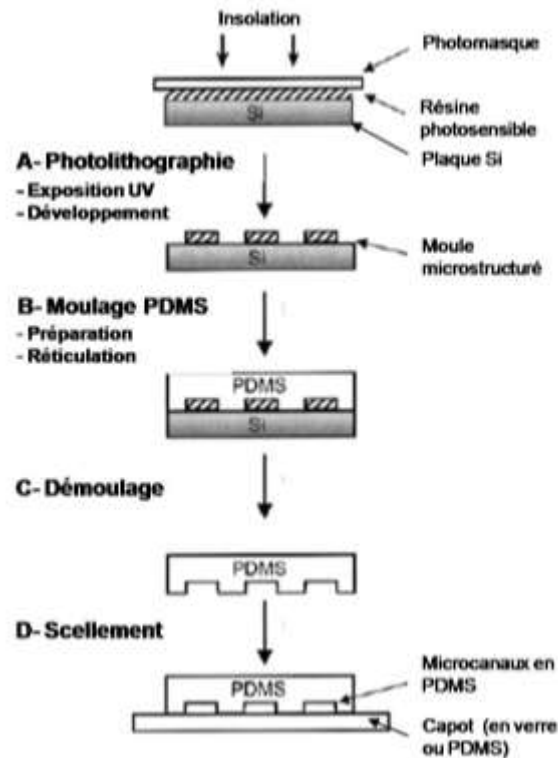 Insolation
Photomasque
Résine
photosensible
Si
Plaque Si
A- Photolithographie
- Exposition UV
- Développement
Si
Moule
microstructuré
B- Moulage PDMS
- Préparation
- Réticulation
PDMS
Si
C- Démoulage
PDMS
D- Scellement
Microcanaux en
PDMS
PDMS
Capot (en verre
ou PDMS)